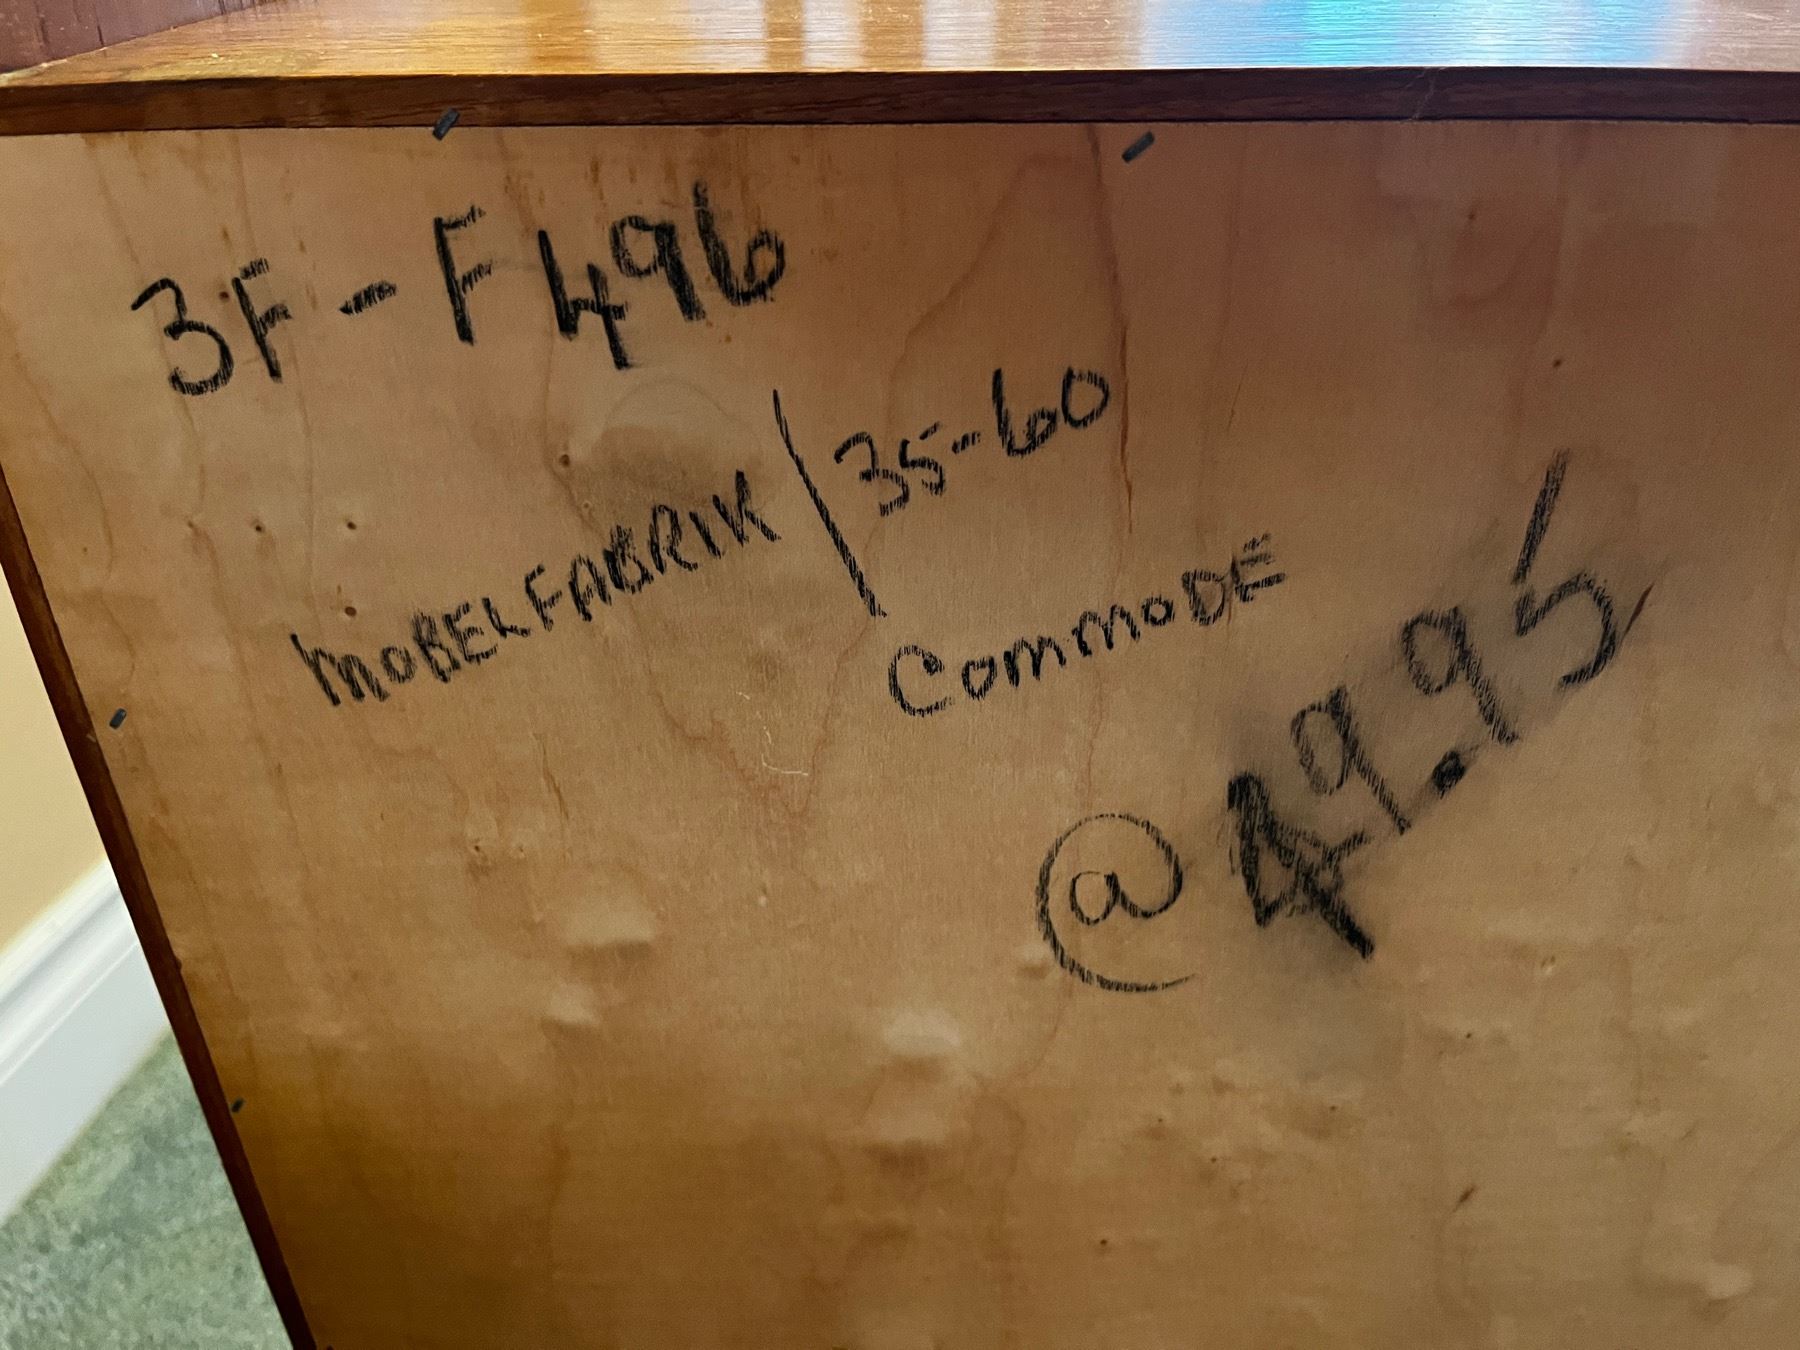 3F-F496
MOBELFABRIK / 35-60
COMMODE
@ 49.95